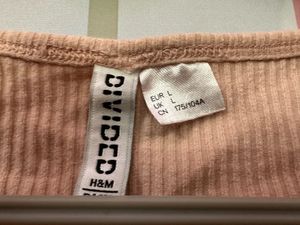 DIVIDED
H&M
EUR L
UK L
CN 175/104A